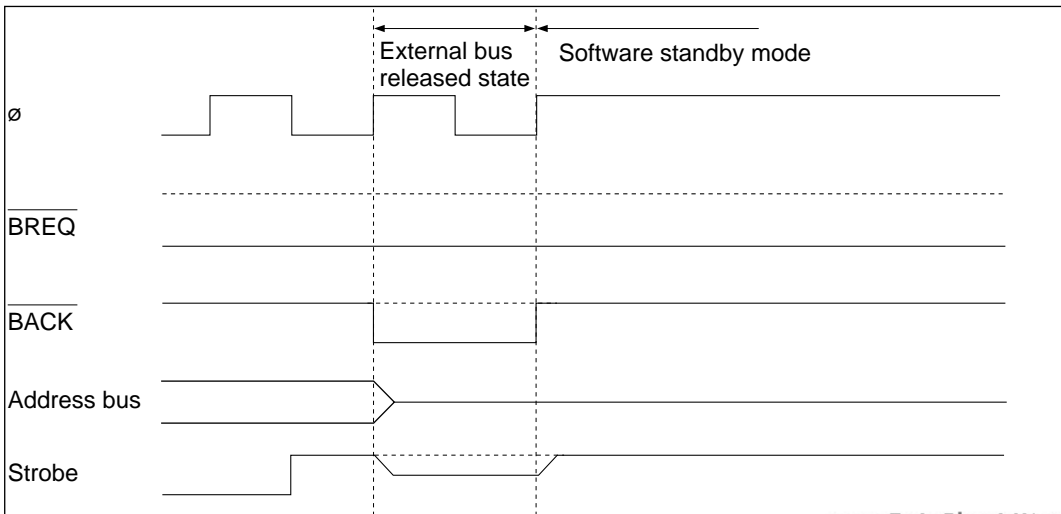 External bus
released state
Software standby mode
ø
BREQ
BACK
Address bus
Strobe